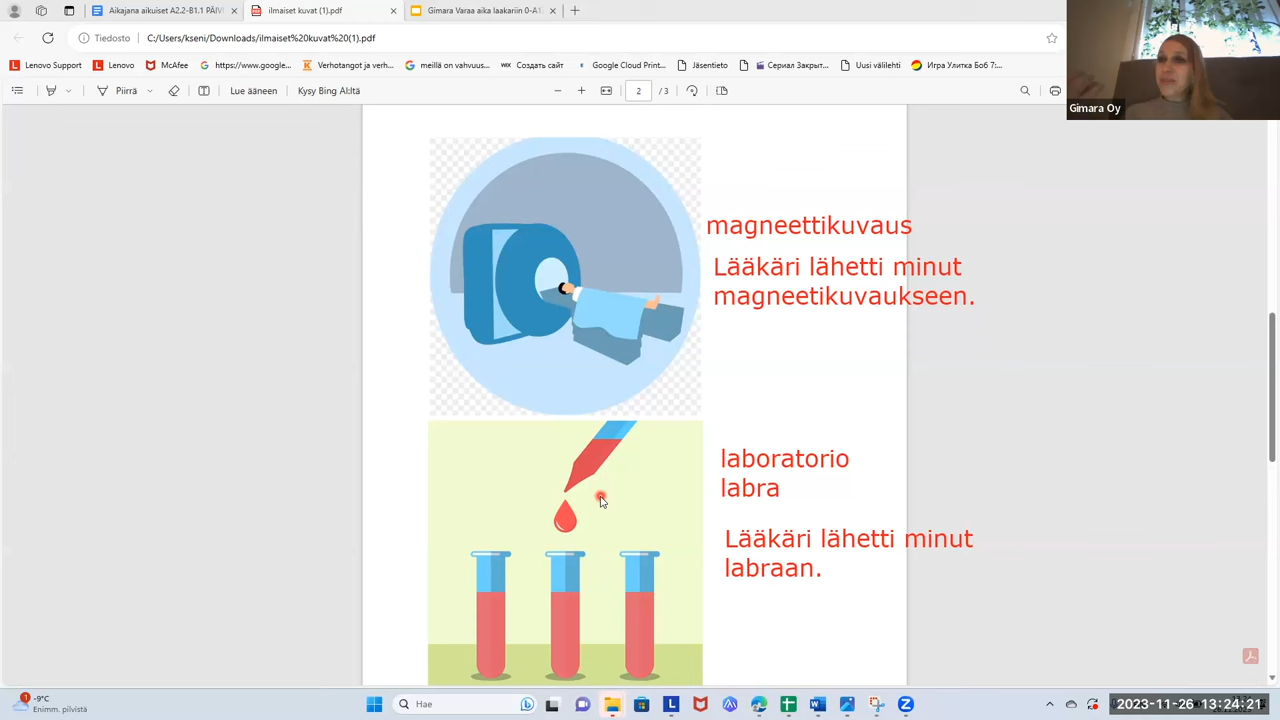 Aikajana aikuiset A2.2-B1.1 PÄIV
ilmaiset kuvat (1).pdf
Gimara Varaa aika laakariin 0-A1
Tiedosto
C:/Users/kseni/Downloads/ilmaiset%20kuvat%20(1).pdf
Lenovo Support
Lenovo
McAfee
https://www.google...
Verhotangot ja verh...
meillä on vahvuus...
WIX Создать сайт
Google Cloud Print...
Jäsentieto
Сериал Закрыт...
Uusi välilehti
Игра Улитка Боб 7:...
Piirrä
Lue ääneen
Kysy Bing AI:ltä
2 / 3
Gimara Oy
magneettikuvaus
Lääkäri lähetti minut
magneetikuvaukseen.
laboratorio
labra
Lääkäri lähetti minut
labraan.
1
-9°C
Enimm. pilvistä
Hae
2023-11-26 13:24:21